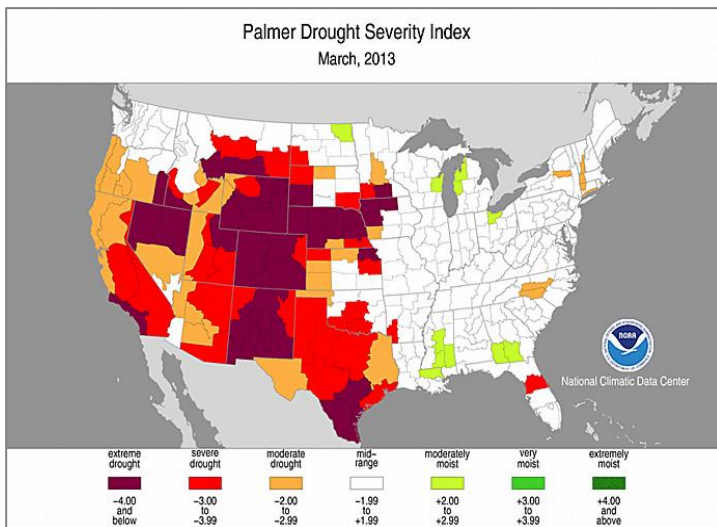 Palmer Drought Severity Index
March, 2013
NOAA
National Climatic Data Center
extreme drought
severe drought
moderate drought
mid-range
moderately moist
very moist
extremely moist
−4.00 and below
−3.00 to −3.99
−2.00 to −2.99
−1.99 to +1.99
+2.00 to +2.99
+3.00 to +3.99
+4.00 and above